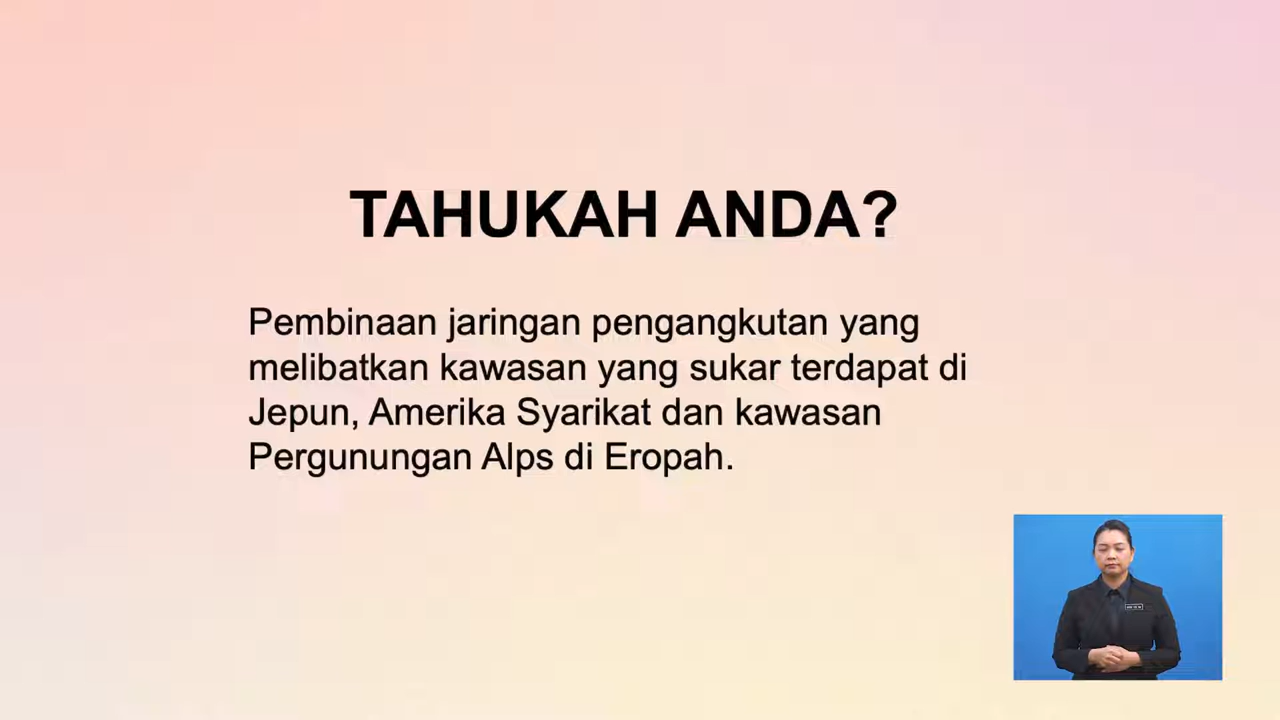 TAHUKAH ANDA?
Pembinaan jaringan pengangkutan yang
melibatkan kawasan yang sukar terdapat di
Jepun, Amerika Syarikat dan kawasan
Pergunungan Alps di Eropah.